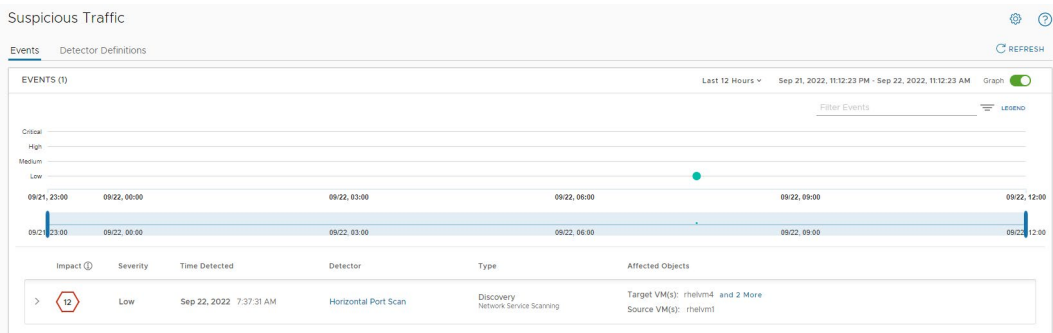 Suspicious Traffic
Events Detector Definitions
REFRESH
EVENTS (1) Last 12 Hours Sep 21, 2022, 11:12:23 PM - Sep 22, 2022, 11:12:23 AM Graph
Filter Events LEGEND
Critical
High
Medium
Low
09/21, 23:00 09/22, 00:00 09/22, 03:00 09/22, 06:00 09/22, 09:00 09/22, 12:00
09/21, 23:00 09/22, 00:00 09/22, 03:00 09/22, 06:00 09/22, 09:00 09/22, 12:00
Impact Severity Time Detected Detector Type Affected Objects
12 Low Sep 22, 2022 7:37:31 AM Horizontal Port Scan Discovery Target VM(s): rhelvm4 and 2 More
Network Service Scanning Source VM(s): rhelvm1